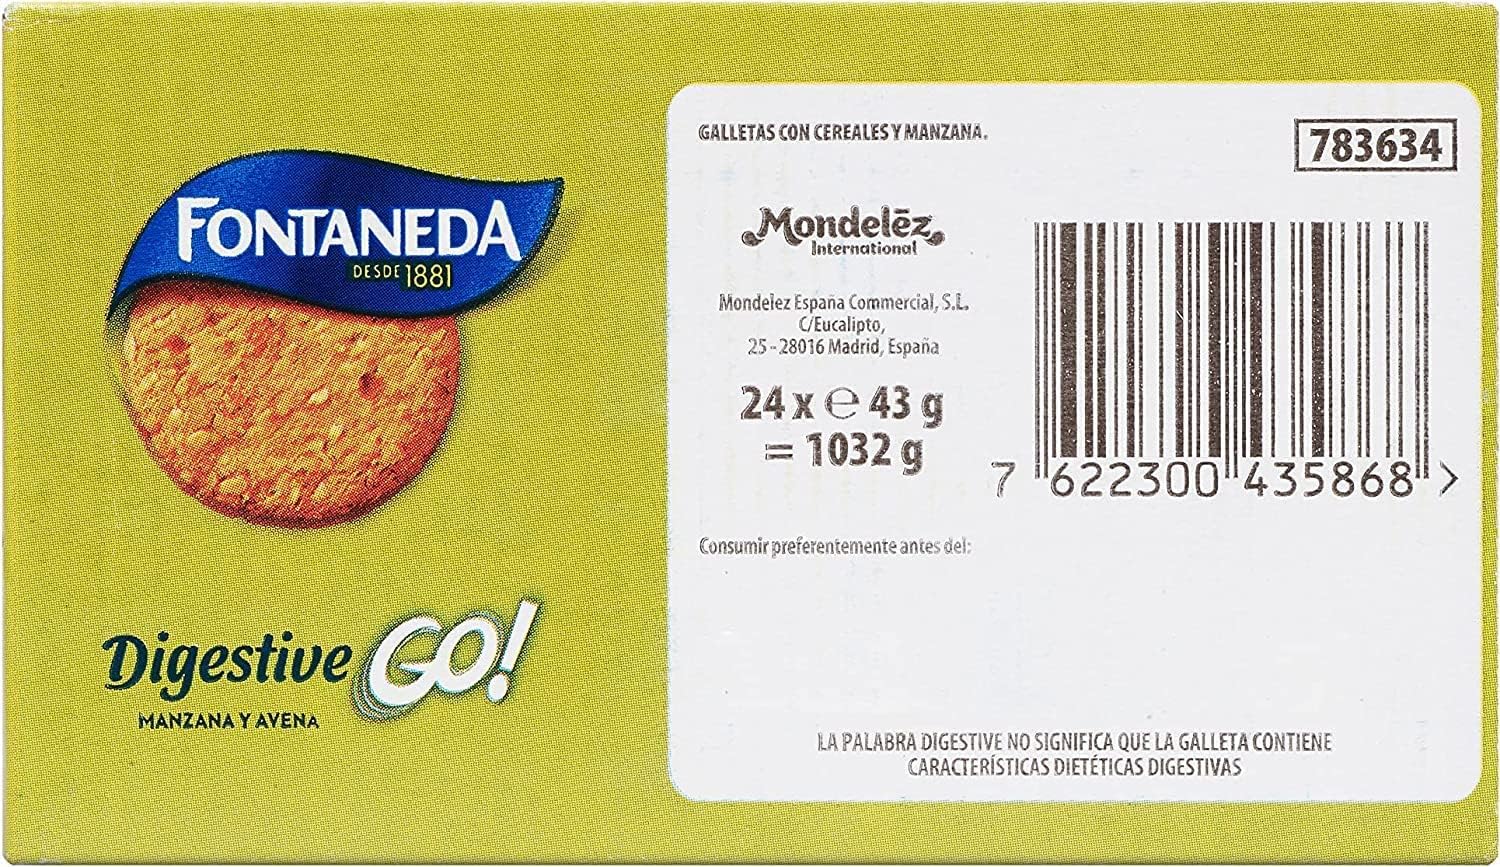 FONTANEDA
DESDE 1881
Digestive GO!
MANZANA Y AVENA
GALLETAS CON CEREALES Y MANZANA.
783634
Mondelēz
International
Mondelez España Commercial, S.L.
C/Eucalipto,
25 - 28016 Madrid, España
24 x ℮ 43 g
= 1032 g
7 622300 435868 >
Consumir preferentemente antes del:
LA PALABRA DIGESTIVE NO SIGNIFICA QUE LA GALLETA CONTIENE
CARACTERÍSTICAS DIETÉTICAS DIGESTIVAS